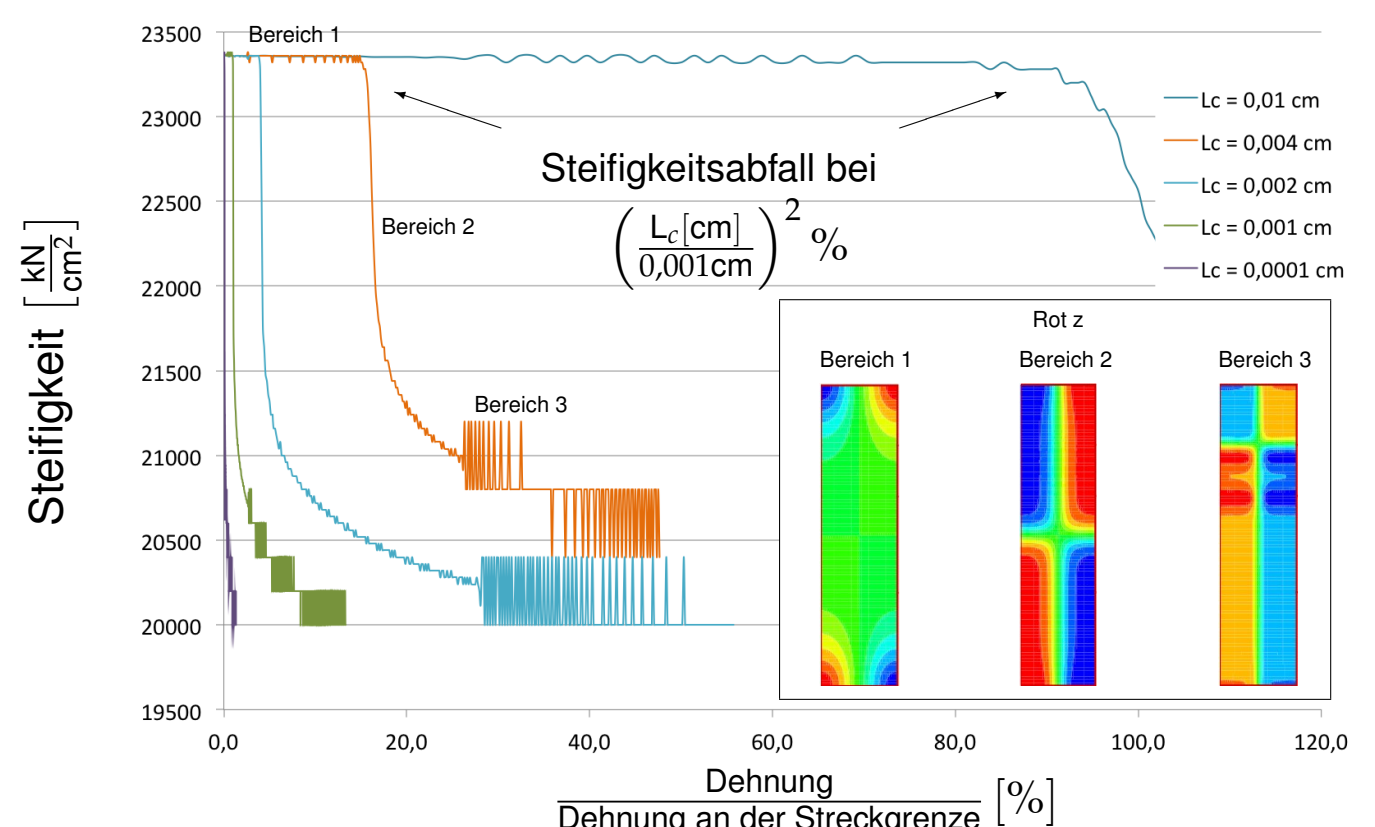 23500
23000
22500
22000
21500
21000
20500
20000
19500
Steifigkeit [kN/cm²]
Bereich 1
Steifigkeitsabfall bei
(L_c[cm]/0,001cm)² %
Bereich 2
Bereich 3
Lc = 0,01 cm
Lc = 0,004 cm
Lc = 0,002 cm
Lc = 0,001 cm
Lc = 0,0001 cm
Rot z
Bereich 1 Bereich 2 Bereich 3
0,0 20,0 40,0 60,0 80,0 100,0 120,0
Dehnung
Dehnung an der Streckgrenze [%]